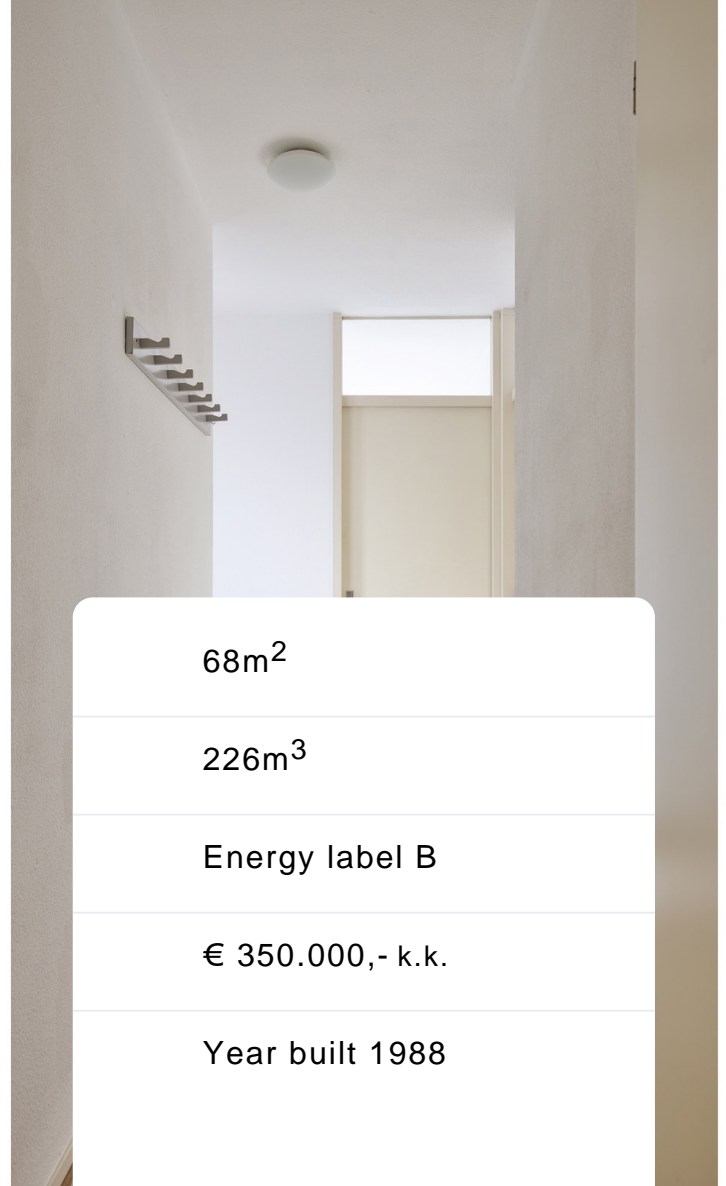 68m²
226m³
Energy label B
€ 350.000,- k.k.
Year built 1988